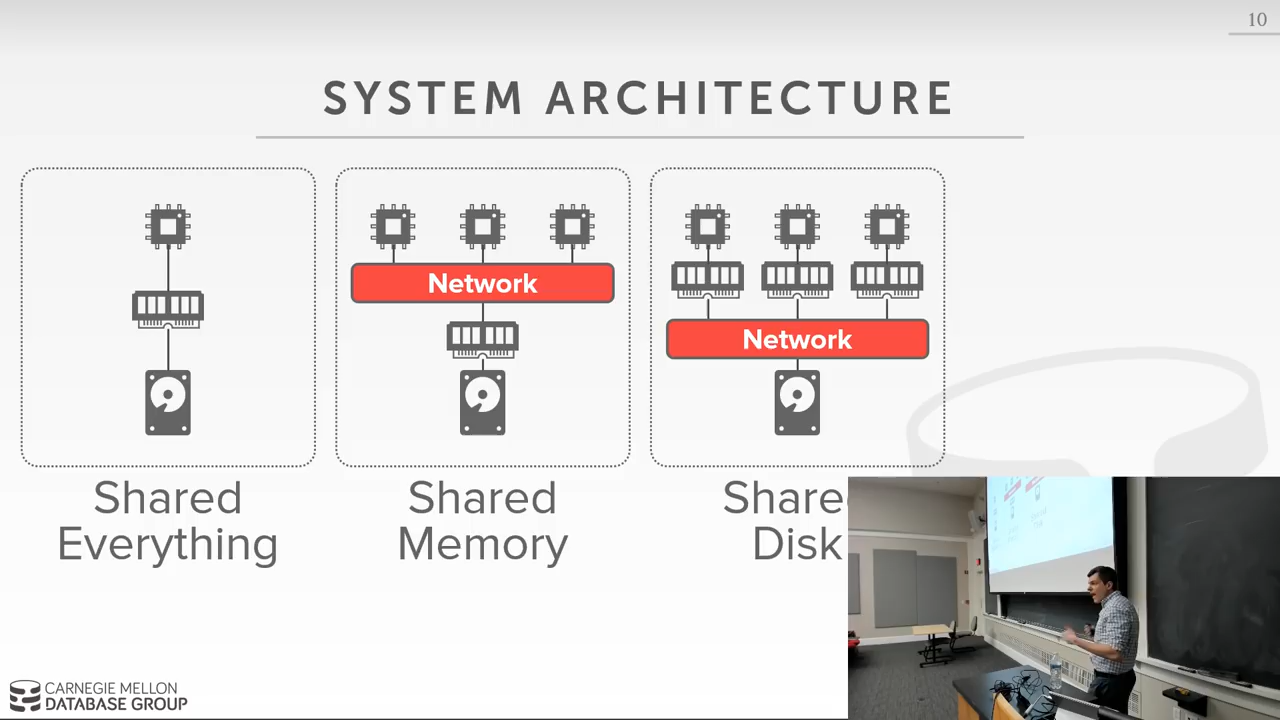 10
SYSTEM ARCHITECTURE
Network
Network
Shared
Everything
Shared
Memory
Share
Disk
CARNEGIE MELLON
DATABASE GROUP